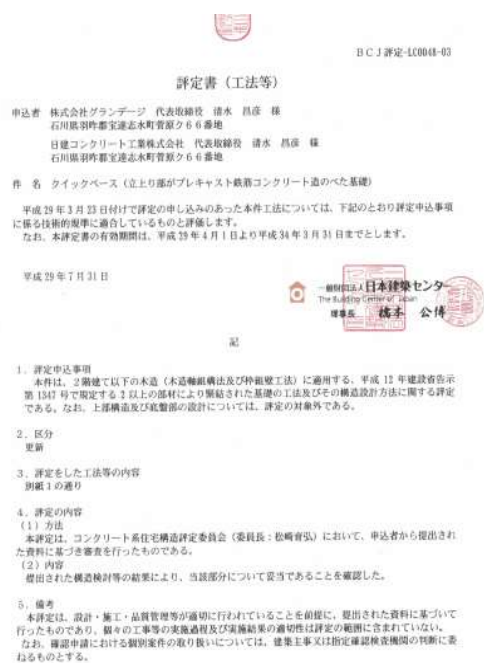 BCJ評定-LC0048-03
評定書（工法等）
申込者 株式会社グランデージ 代表取締役 清水 昌彦 様
石川県羽咋郡宝達志水町菅原ク66番地
日建コンクリート工業株式会社 代表取締役 清水 昌彦 様
石川県羽咋郡宝達志水町菅原ク66番地
件 名 クイックベース（立上り部がプレキャスト鉄筋コンクリート造のべた基礎）
平成29年3月23日付けで評定の申し込みのあった本件工法については、下記のとおり評定申込事項
に係る技術的規準に適合しているものと評価します。
なお、本評定書の有効期間は、平成29年4月1日より平成34年3月31日までとします。
平成29年7月31日
一般財団法人 日本建築センター
The Building Center of Japan
理事長 橋本 公博
記
1．評定申込事項
本件は、2階建て以下の木造（木造軸組構法及び枠組壁工法）に適用する、平成12年建設省告示
第1347号で規定する2以上の部材により緊結された基礎の工法及びその構造設計方法に関する評定
である。なお、上部構造及び底盤部の設計については、評定の対象外である。
2．区分
更新
3．評定をした工法等の内容
別紙1の通り
4．評定の内容
（1）方法
本評定は、コンクリート系住宅構造評定委員会（委員長：松崎育弘）において、申込者から提出され
た資料に基づき審査を行ったものである。
（2）内容
提出された構造検討等の結果により、当該部分について妥当であることを確認した。
5．備考
本評定は、設計・施工・品質管理等が適切に行われていることを前提に、提出された資料に基づいて
行ったものであり、個々の工事等の実施過程及び実施結果の適切性は評定の範囲に含まれていない。
なお、確認申請における個別案件の取り扱いについては、建築主事又は指定確認検査機関の判断に委
ねるものとする。